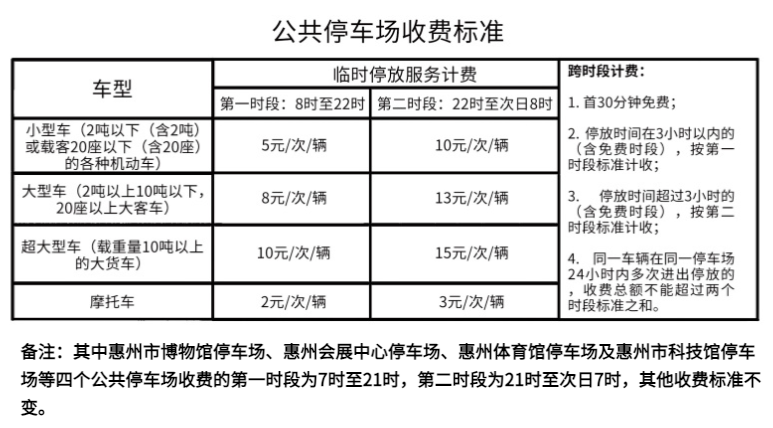 公共停车场收费标准
车型
临时停放服务计费
第一时段：8时至22时
第二时段：22时至次日8时
小型车（2吨以下（含2吨）
或载客20座以下（含20座）
的各种机动车）
5元/次/辆
10元/次/辆
大型车（2吨以上10吨以下，
20座以上大客车）
8元/次/辆
13元/次/辆
超大型车（载重量10吨以上
的大货车）
10元/次/辆
15元/次/辆
摩托车
2元/次/辆
3元/次/辆
跨时段计费：
1. 首30分钟免费；
2. 停放时间在3小时以内的
（含免费时段），按第一
时段标准计收；
3. 停放时间超过3小时的
（含免费时段），按第二
时段标准计收；
4. 同一车辆在同一停车场
24小时内多次进出停放的
，收费总额不能超过两个
时段标准之和。
备注：其中惠州市博物馆停车场、惠州会展中心停车场、惠州体育馆停车场及惠州市科技馆停车
场等四个公共停车场收费的第一时段为7时至21时，第二时段为21时至次日7时，其他收费标准不
变。